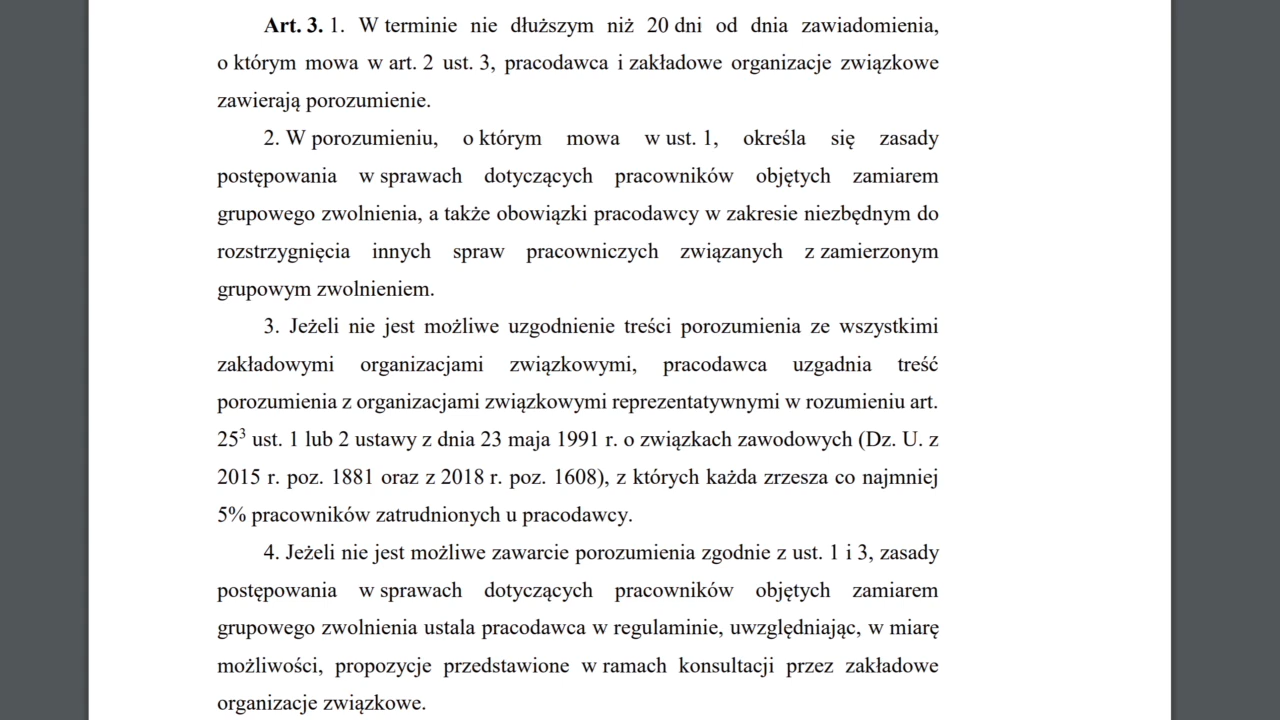 Art. 3. 1. W terminie nie dłuższym niż 20 dni od dnia zawiadomienia,
o którym mowa w art. 2 ust. 3, pracodawca i zakładowe organizacje związkowe
zawierają porozumienie.
2. W porozumieniu, o którym mowa w ust. 1, określa się zasady
postępowania w sprawach dotyczących pracowników objętych zamiarem
grupowego zwolnienia, a także obowiązki pracodawcy w zakresie niezbędnym do
rozstrzygnięcia innych spraw pracowniczych związanych z zamierzonym
grupowym zwolnieniem.
3. Jeżeli nie jest możliwe uzgodnienie treści porozumienia ze wszystkimi
zakładowymi organizacjami związkowymi, pracodawca uzgadnia treść
porozumienia z organizacjami związkowymi reprezentatywnymi w rozumieniu art.
25³ ust. 1 lub 2 ustawy z dnia 23 maja 1991 r. o związkach zawodowych (Dz. U. z
2015 r. poz. 1881 oraz z 2018 r. poz. 1608), z których każda zrzesza co najmniej
5% pracowników zatrudnionych u pracodawcy.
4. Jeżeli nie jest możliwe zawarcie porozumienia zgodnie z ust. 1 i 3, zasady
postępowania w sprawach dotyczących pracowników objętych zamiarem
grupowego zwolnienia ustala pracodawca w regulaminie, uwzględniając, w miarę
możliwości, propozycje przedstawione w ramach konsultacji przez zakładowe
organizacje związkowe.